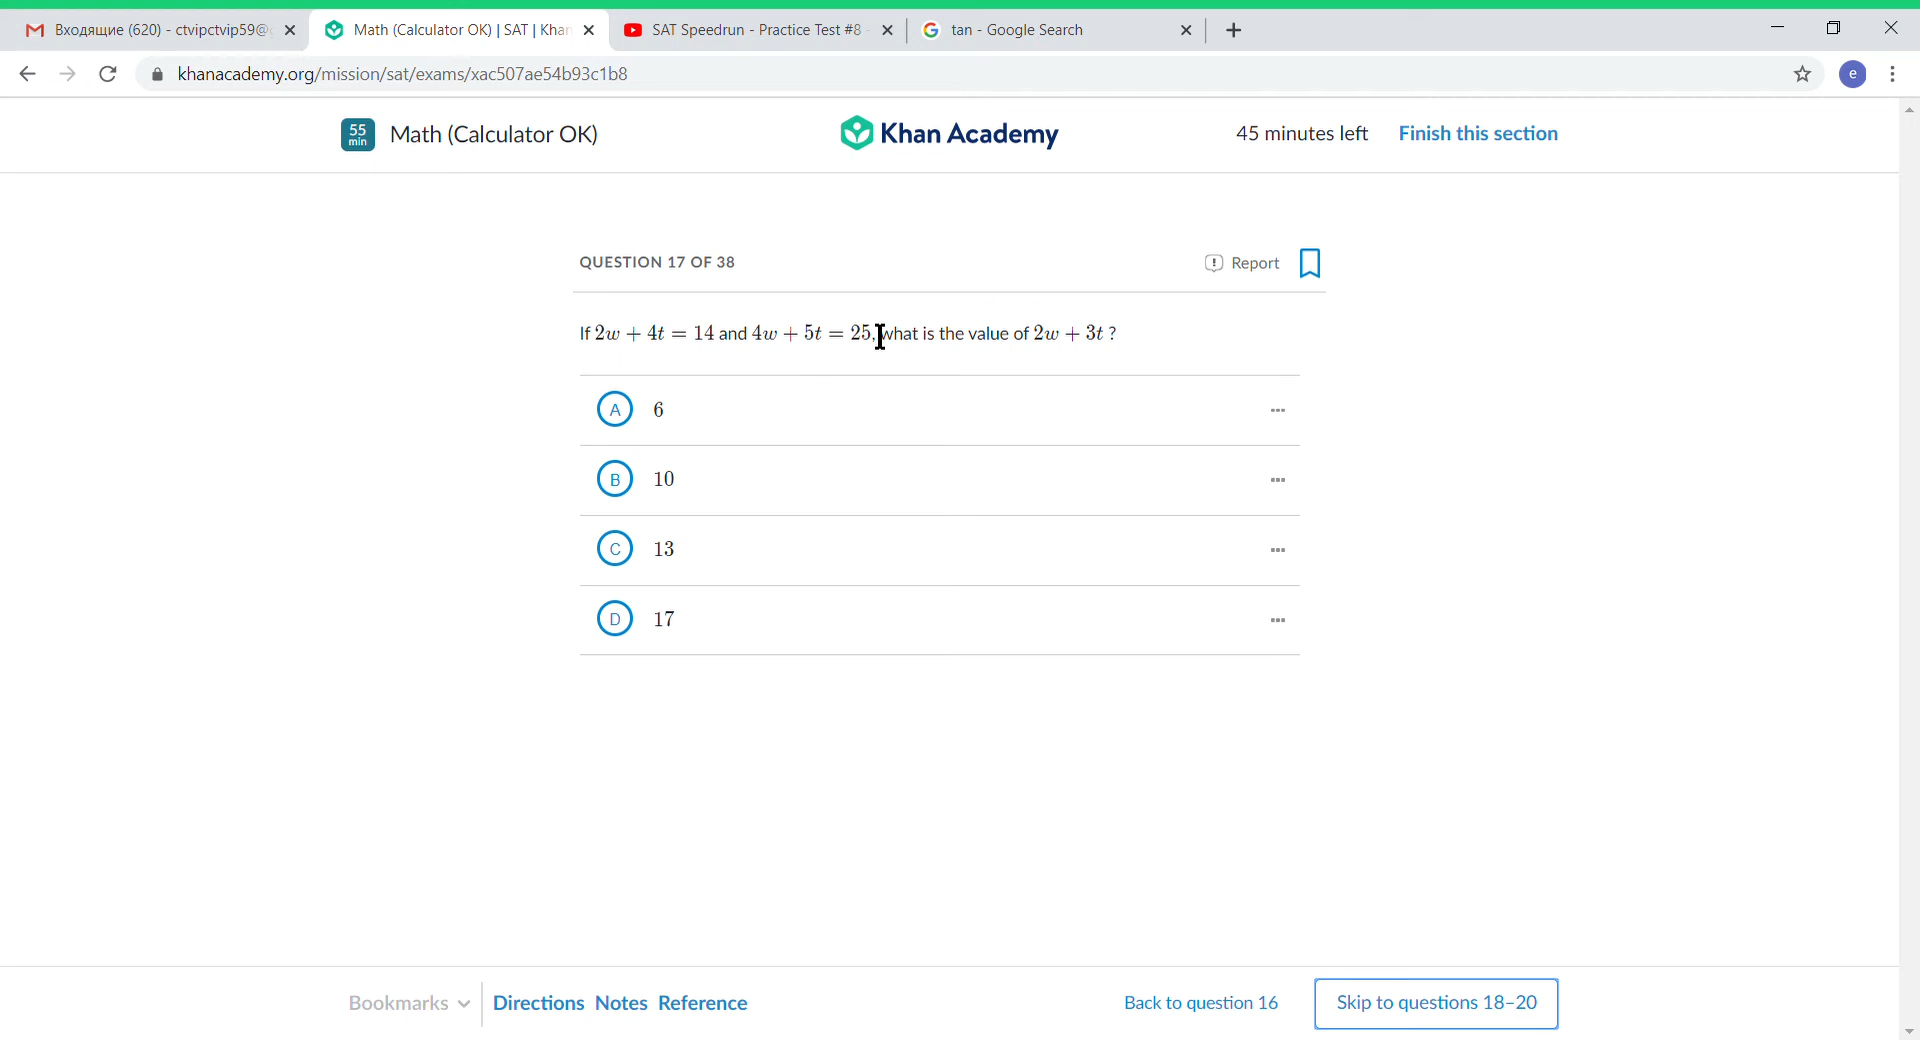 Входящие (620) - ctvipctvip59@
Math (Calculator OK) | SAT | Khan
SAT Speedrun - Practice Test #8
tan - Google Search
khanacademy.org/mission/sat/exams/xac507ae54b93c1b8
e
55 min
Math (Calculator OK)
Khan Academy
45 minutes left
Finish this section
QUESTION 17 OF 38
Report
If 2w + 4t = 14 and 4w + 5t = 25, what is the value of 2w + 3t ?
A 6
B 10
C 13
D 17
Bookmarks
Directions
Notes
Reference
Back to question 16
Skip to questions 18–20